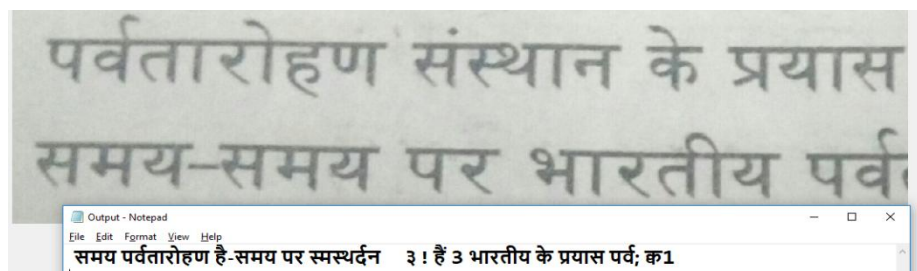 पर्वतारोहण संस्थान के प्रयास
समय-समय पर भारतीय पर्व
Output - Notepad
File Edit Format View Help
समय पर्वतारोहण है-समय पर स्मस्थर्दन ३ ! हैं 3 भारतीय के प्रयास पर्व; क1